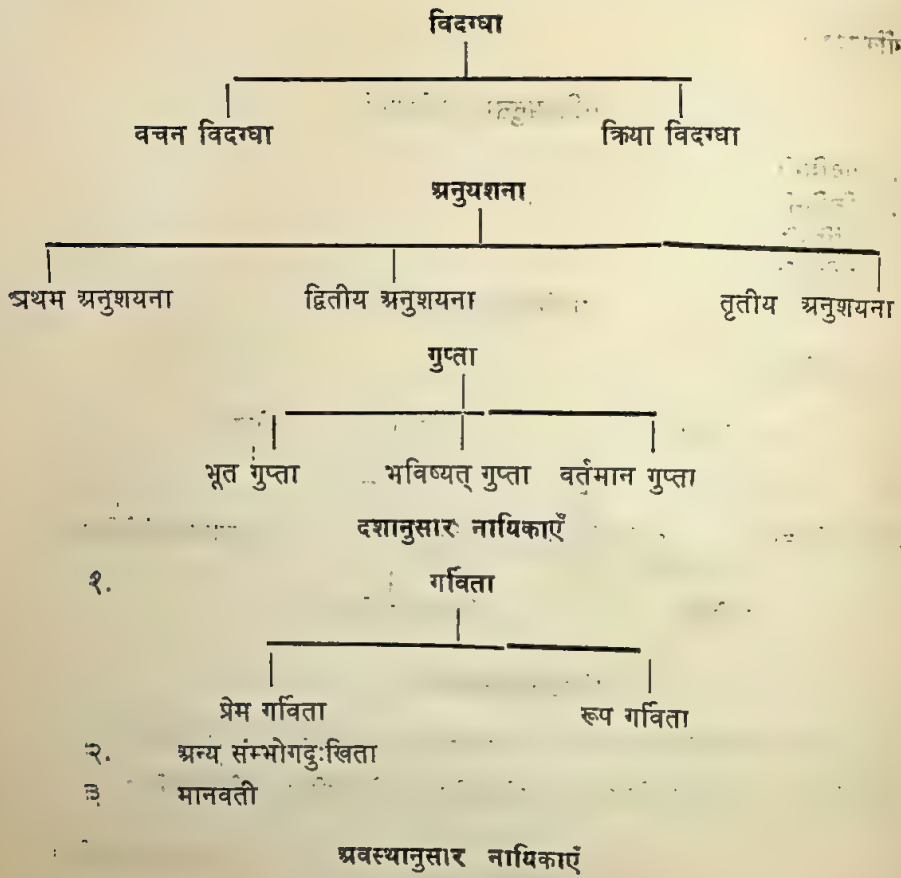 विदग्धा
वचन विदग्धा क्रिया विदग्धा
अनुयशना
प्रथम अनुशयना द्वितीय अनुशयना तृतीय अनुशयना
गुप्ता
भूत गुप्ता भविष्यत् गुप्ता वर्तमान गुप्ता
दशानुसार नायिकाएँ
१. गर्विता
प्रेम गर्विता रूप गर्विता
२. अन्य संम्भोगदुःखिता
३ मानवती
अवस्थानुसार नायिकाएँ